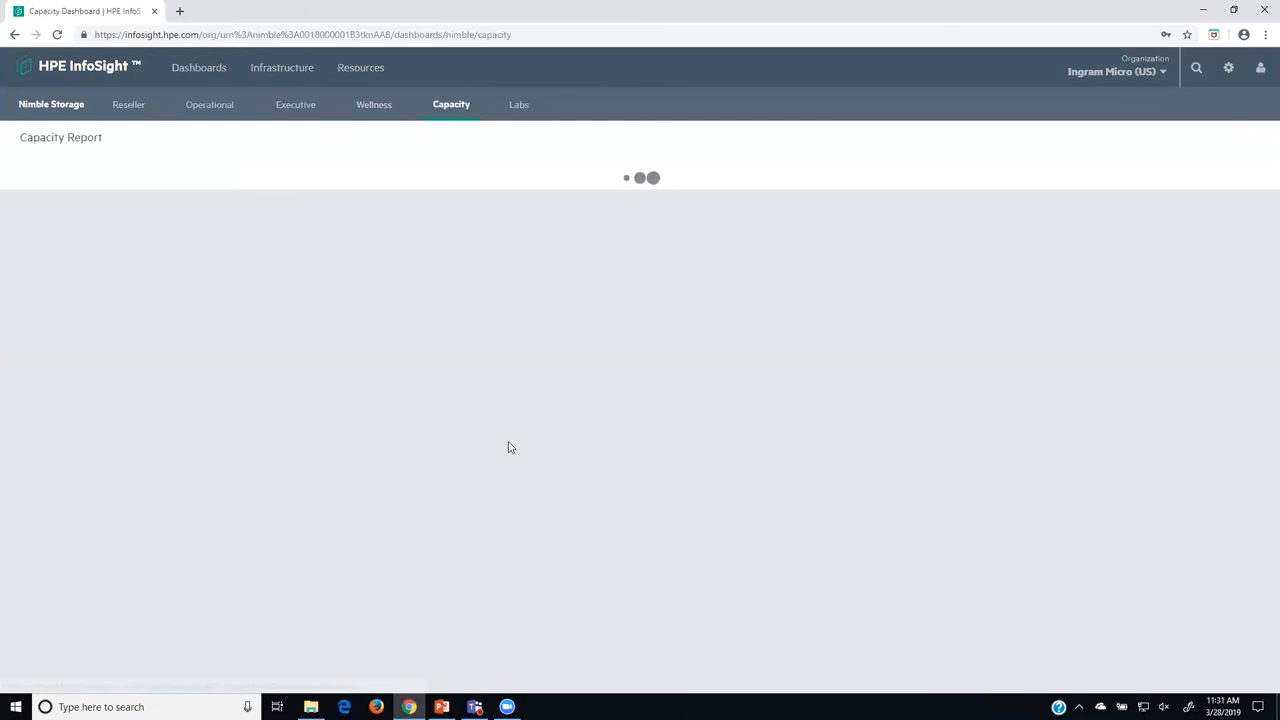 Capacity Dashboard | HPE InfoSi
https://infosight.hpe.com/org/urn%3Animble%3A0018000001B3tknAAB/dashboards/nimble/capacity
HPE InfoSight ™
Dashboards
Infrastructure
Resources
Organization
Ingram Micro (US)
Nimble Storage
Reseller
Operational
Executive
Wellness
Capacity
Labs
Capacity Report
Type here to search
11:31 AM
3/28/2019